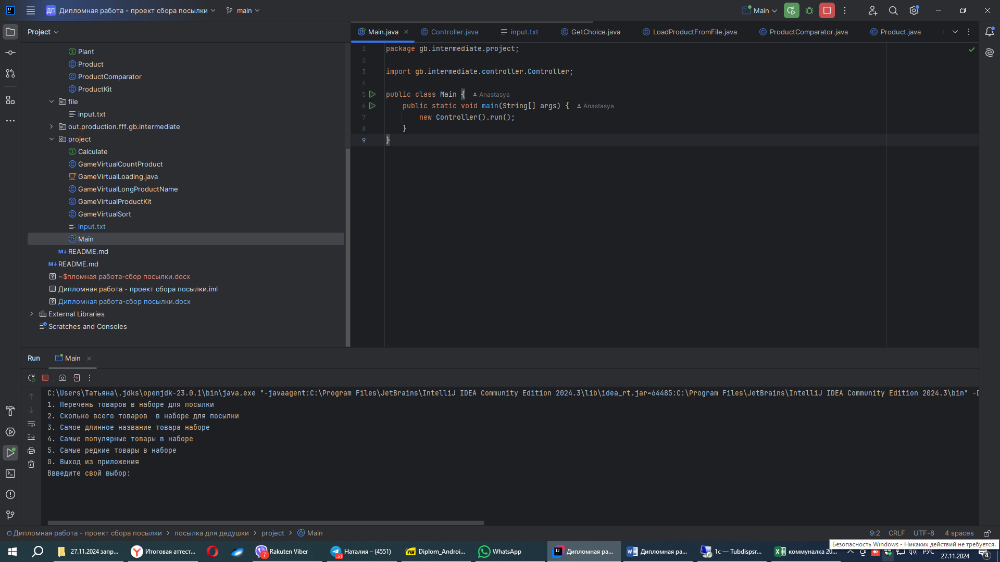 ДП Дипломная работа - проект сбора посылки main Main
Project
Plant
Product
ProductComparator
ProductKit
file
input.txt
out.production.fff.gb.intermediate
project
Calculate
GameVirtualCountProduct
GameVirtualLoading.java
GameVirtualLongProductName
GameVirtualProductKit
GameVirtualSort
input.txt
Main
README.md
README.md
~$пломная работа-сбор посылки.docx
Дипломная работа - проект сбора посылки.iml
Дипломная работа-сбор посылки.docx
External Libraries
Scratches and Consoles
Main.java Controller.java input.txt GetChoice.java LoadProductFromFile.java ProductComparator.java Product.java
1 package gb.intermediate.project;
2
3 import gb.intermediate.controller.Controller;
4
5 public class Main { Anastasya
6 public static void main(String[] args) { Anastasya
7 new Controller().run();
8 }
9 }
Run Main
C:\Users\Татьяна\.jdks\openjdk-23.0.1\bin\java.exe "-javaagent:C:\Program Files\JetBrains\IntelliJ IDEA Community Edition 2024.3\lib\idea_rt.jar=64485:C:\Program Files\JetBrains\IntelliJ IDEA Community Edition 2024.3\bin" -D
1. Перечень товаров в наборе для посылки
2. Сколько всего товаров  в наборе для посылки
3. Самое длинное название товара наборе
4. Самые популярные товары в наборе
5. Самые редкие товары в наборе
0. Выход из приложения
Ввведите свой выбор:
Дипломная работа - проект сбора посылки > посылка для дедушки > project > Main 9:2 CRLF UTF-8 4 spaces
Безопасность Windows - Никаких действий не требуется.
27.11.2024 запр... Итоговая аттест... Rakuten Viber 7 Наталия – (4551) Diplom_Androi... WhatsApp Дипломная ра... Дипломная ра... 1c — Tubdispsr... коммуналка 20... РУС 4
27.11.2024